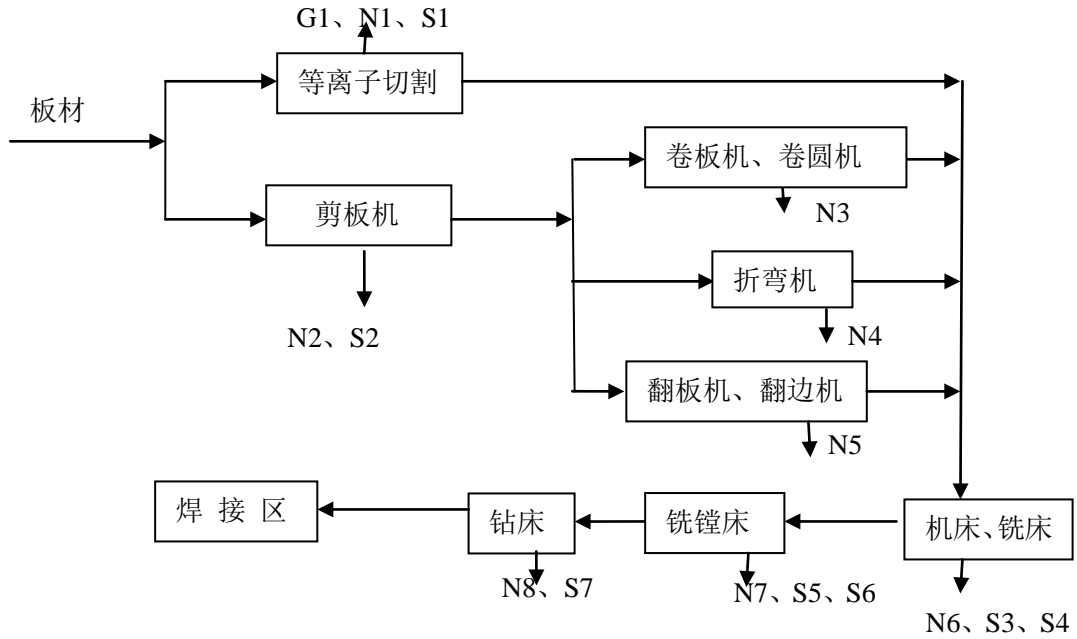 G1、N1、S1
等离子切割
板材
卷板机、卷圆机
剪板机
N3
折弯机
N2、S2
N4
翻板机、翻边机
N5
焊 接 区
钻床
铣镗床
机床、铣床
N8、S7
N7、S5、S6
N6、S3、S4